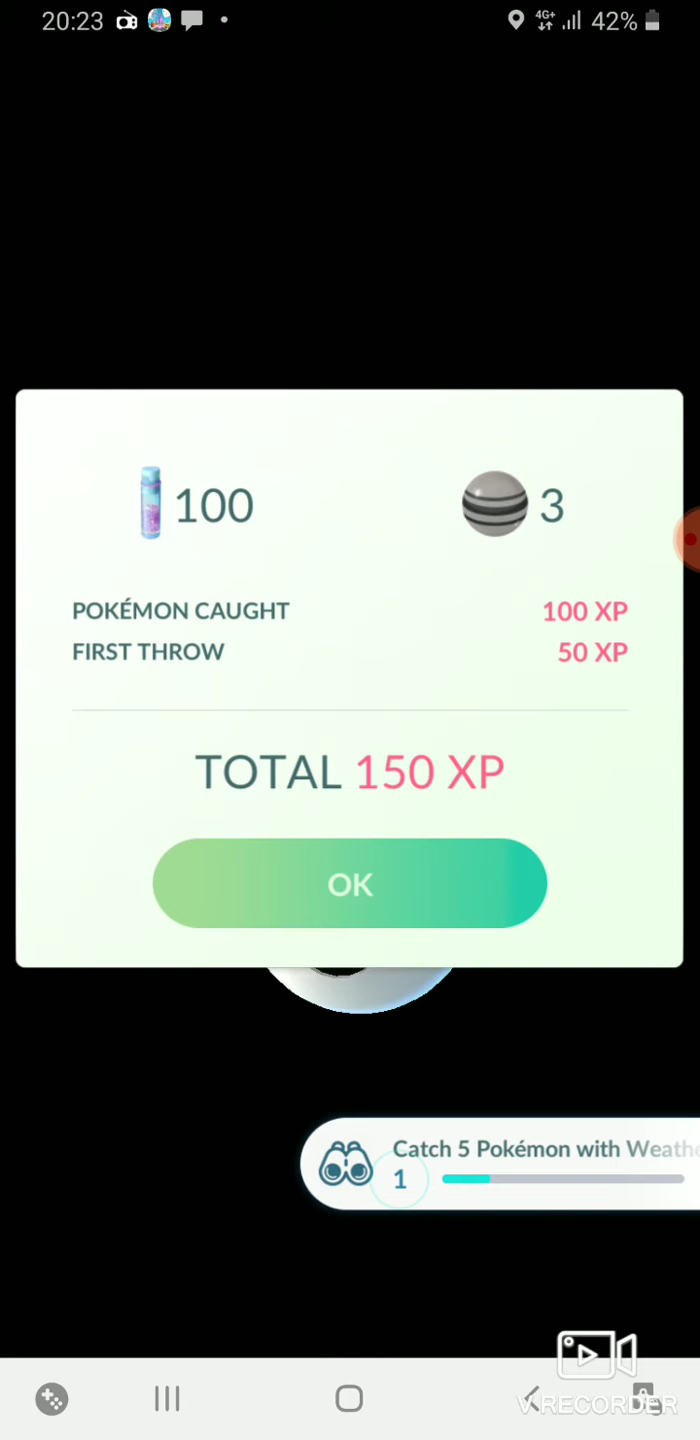 20:23
4G+ 42%
100
3
POKÉMON CAUGHT 100 XP
FIRST THROW 50 XP
TOTAL 150 XP
OK
Catch 5 Pokémon with Weathe
1
V RECORDER